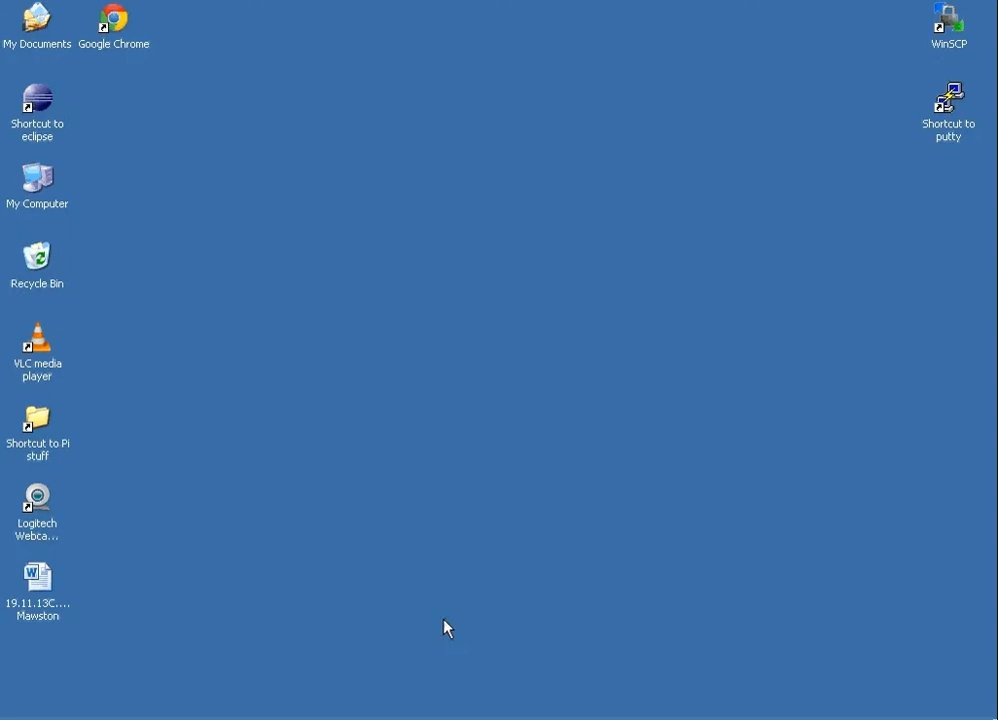 My Documents
Google Chrome
WinSCP
Shortcut to
eclipse
Shortcut to
putty
My Computer
Recycle Bin
VLC media
player
Shortcut to Pi
stuff
Logitech
Webca...
19.11.13C....
Mawston